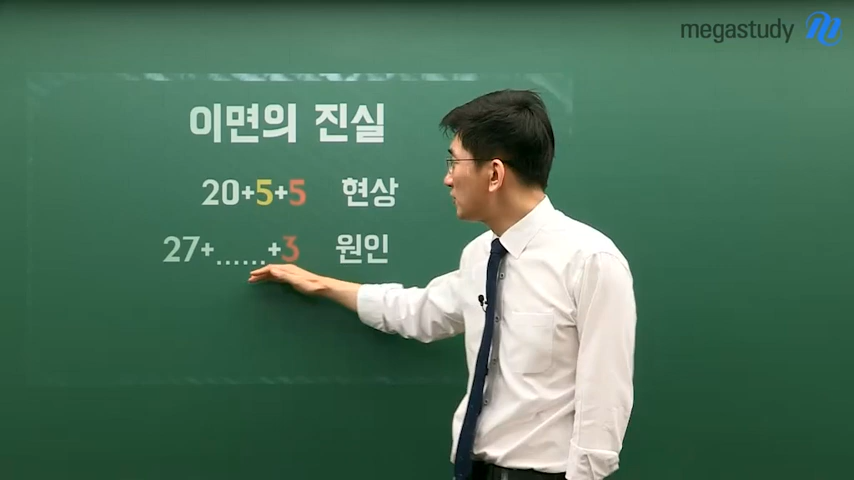 megastudy
이면의 진실
20+5+5 현상
27+......+3 원인